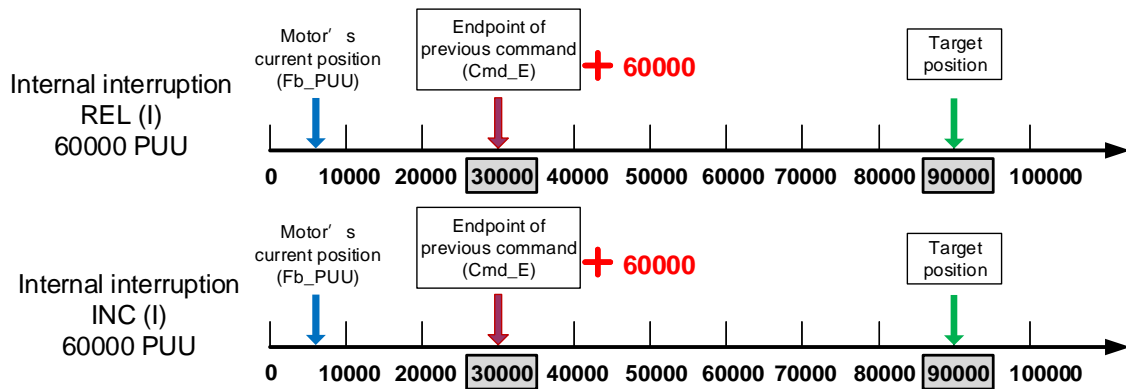 Internal interruption
REL (I)
60000 PUU
Motor's
current position
(Fb_PUU)
Endpoint of
previous command
(Cmd_E)
+ 60000
Target
position
0 10000 20000 30000 40000 50000 60000 70000 80000 90000 100000
Internal interruption
INC (I)
60000 PUU
Motor's
current position
(Fb_PUU)
Endpoint of
previous command
(Cmd_E)
+ 60000
Target
position
0 10000 20000 30000 40000 50000 60000 70000 80000 90000 100000